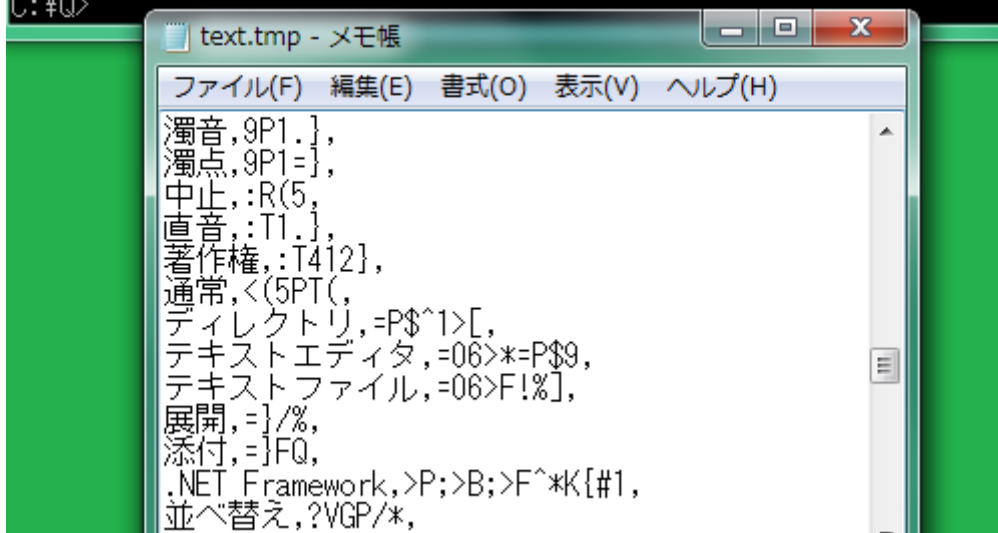 C:¥Q>
text.tmp - メモ帳
ファイル(F) 編集(E) 書式(O) 表示(V) ヘルプ(H)
濁音,9P1.},
濁点,9P1=},
中止,:R(5,
直音,:T1.},
著作権,:T412},
通常,<(5PT(,
ディレクトリ,=P$^1>[,
テキストエディタ,=06>*=P$9,
テキストファイル,=06>F!%],
展開,=}/%,
添付,=}FQ,
.NET Framework,>P;>B;>F^*K{#1,
並べ替え,?VGP/*,